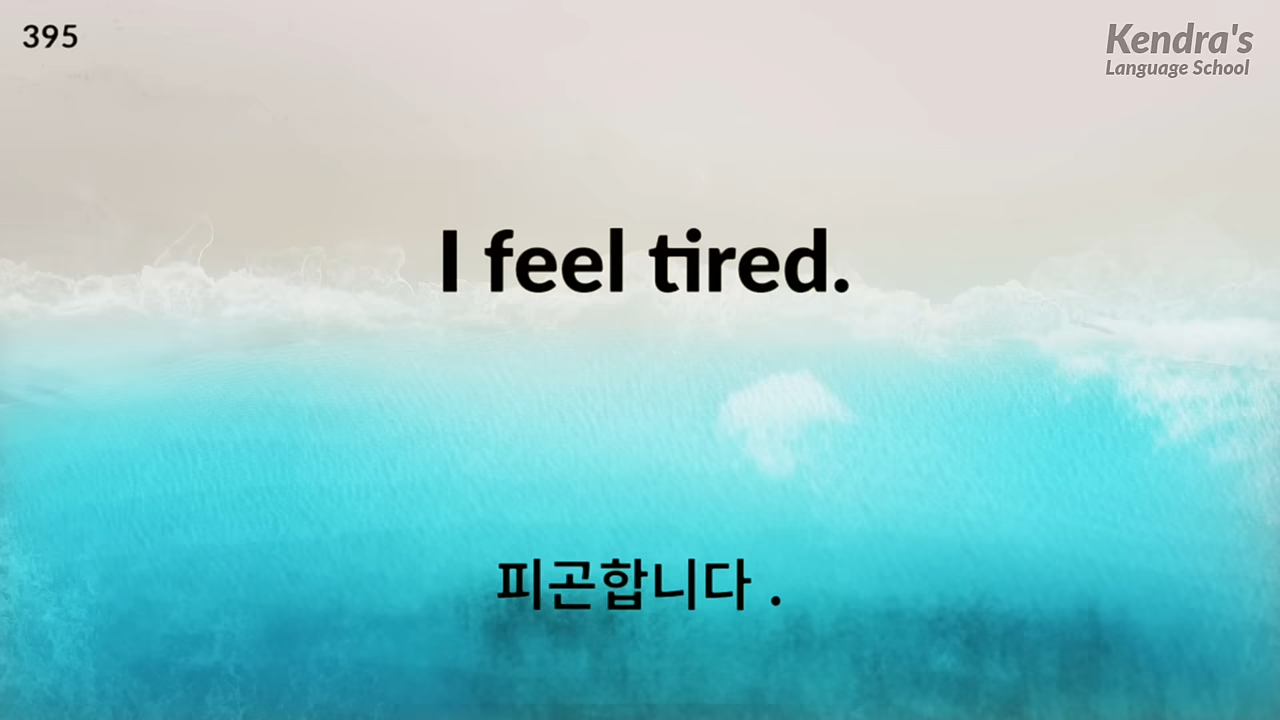 395
Kendra's
Language School
I feel tired.
피곤합니다 .